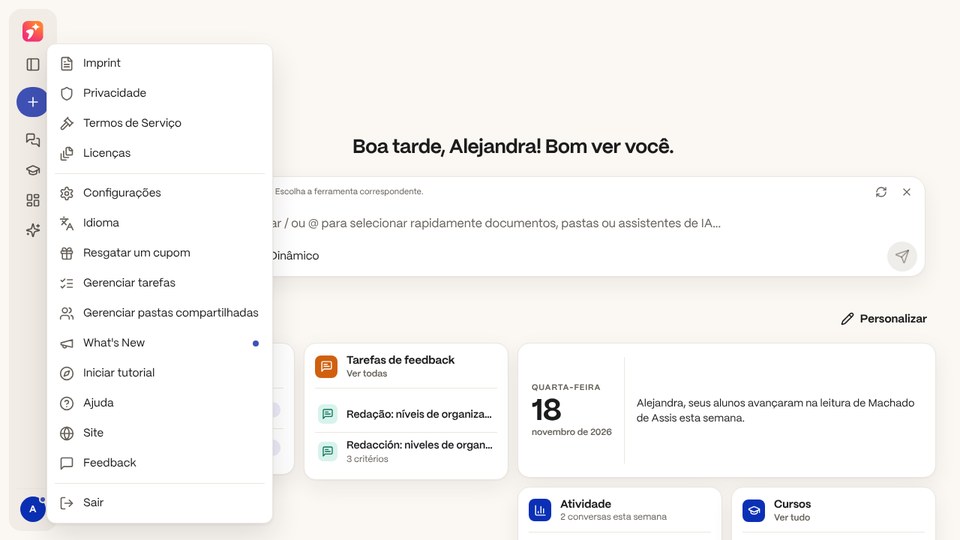 Imprint
Privacidade
Termos de Serviço
Licenças
Configurações
Idioma
Resgatar um cupom
Gerenciar tarefas
Gerenciar pastas compartilhadas
What's New
Iniciar tutorial
Ajuda
Site
Feedback
Sair
A
Boa tarde, Alejandra! Bom ver você.
Escolha a ferramenta correspondente.
/ ou @ para selecionar rapidamente documentos, pastas ou assistentes de IA...
Dinâmico
Personalizar
Tarefas de feedback
Ver todas
Redação: níveis de organiza...
Redacción: niveles de organ...
3 critérios
QUARTA-FEIRA
18
novembro de 2026
Alejandra, seus alunos avançaram na leitura de Machado
de Assis esta semana.
Atividade
2 conversas esta semana
Cursos
Ver tudo